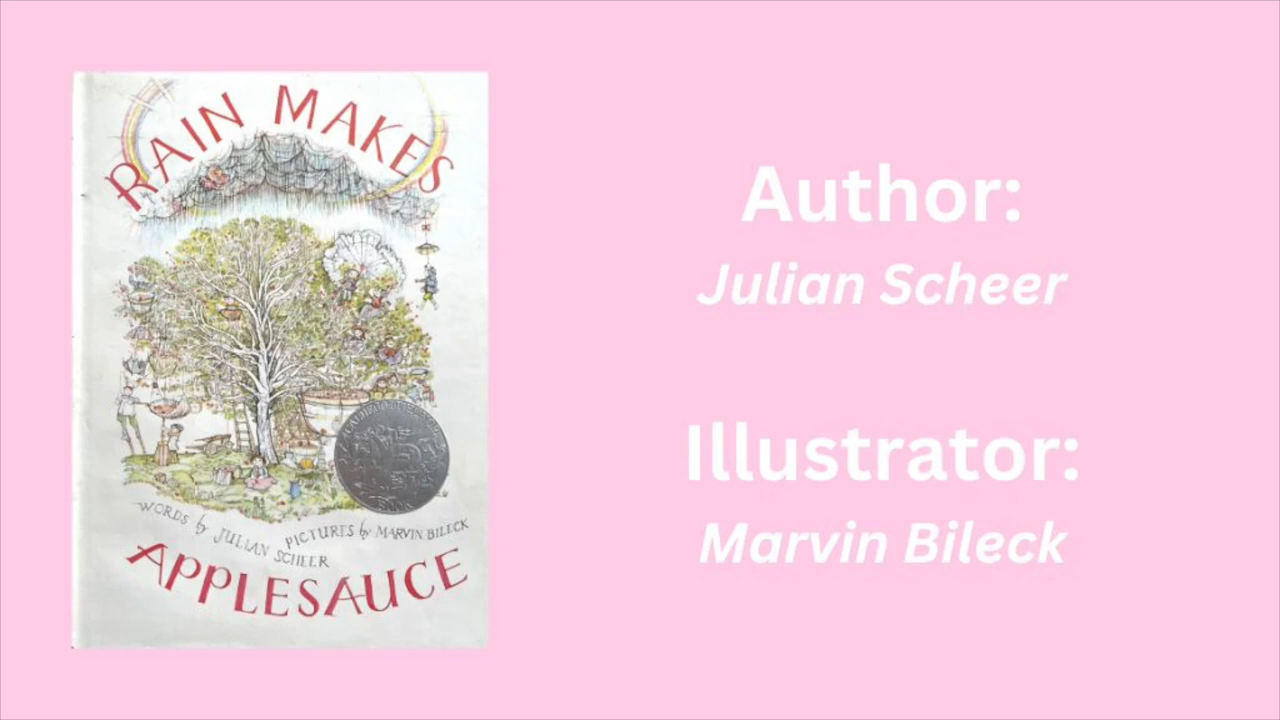 RAIN MAKES
WORDS by JULIAN SCHEER
PICTURES by MARVIN BILECK
APPLESAUCE
Author:
Julian Scheer
Illustrator:
Marvin Bileck